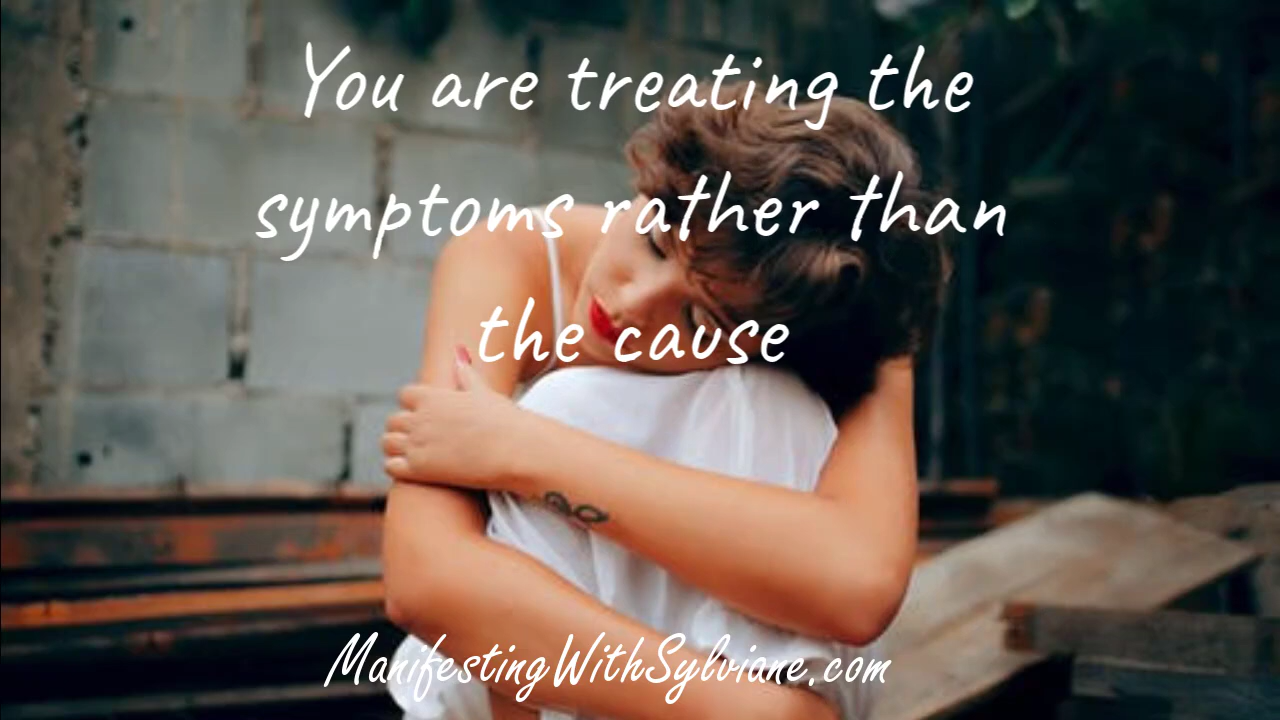 You are treating the
symptoms rather than
the cause
ManifestingWithSylviane.com